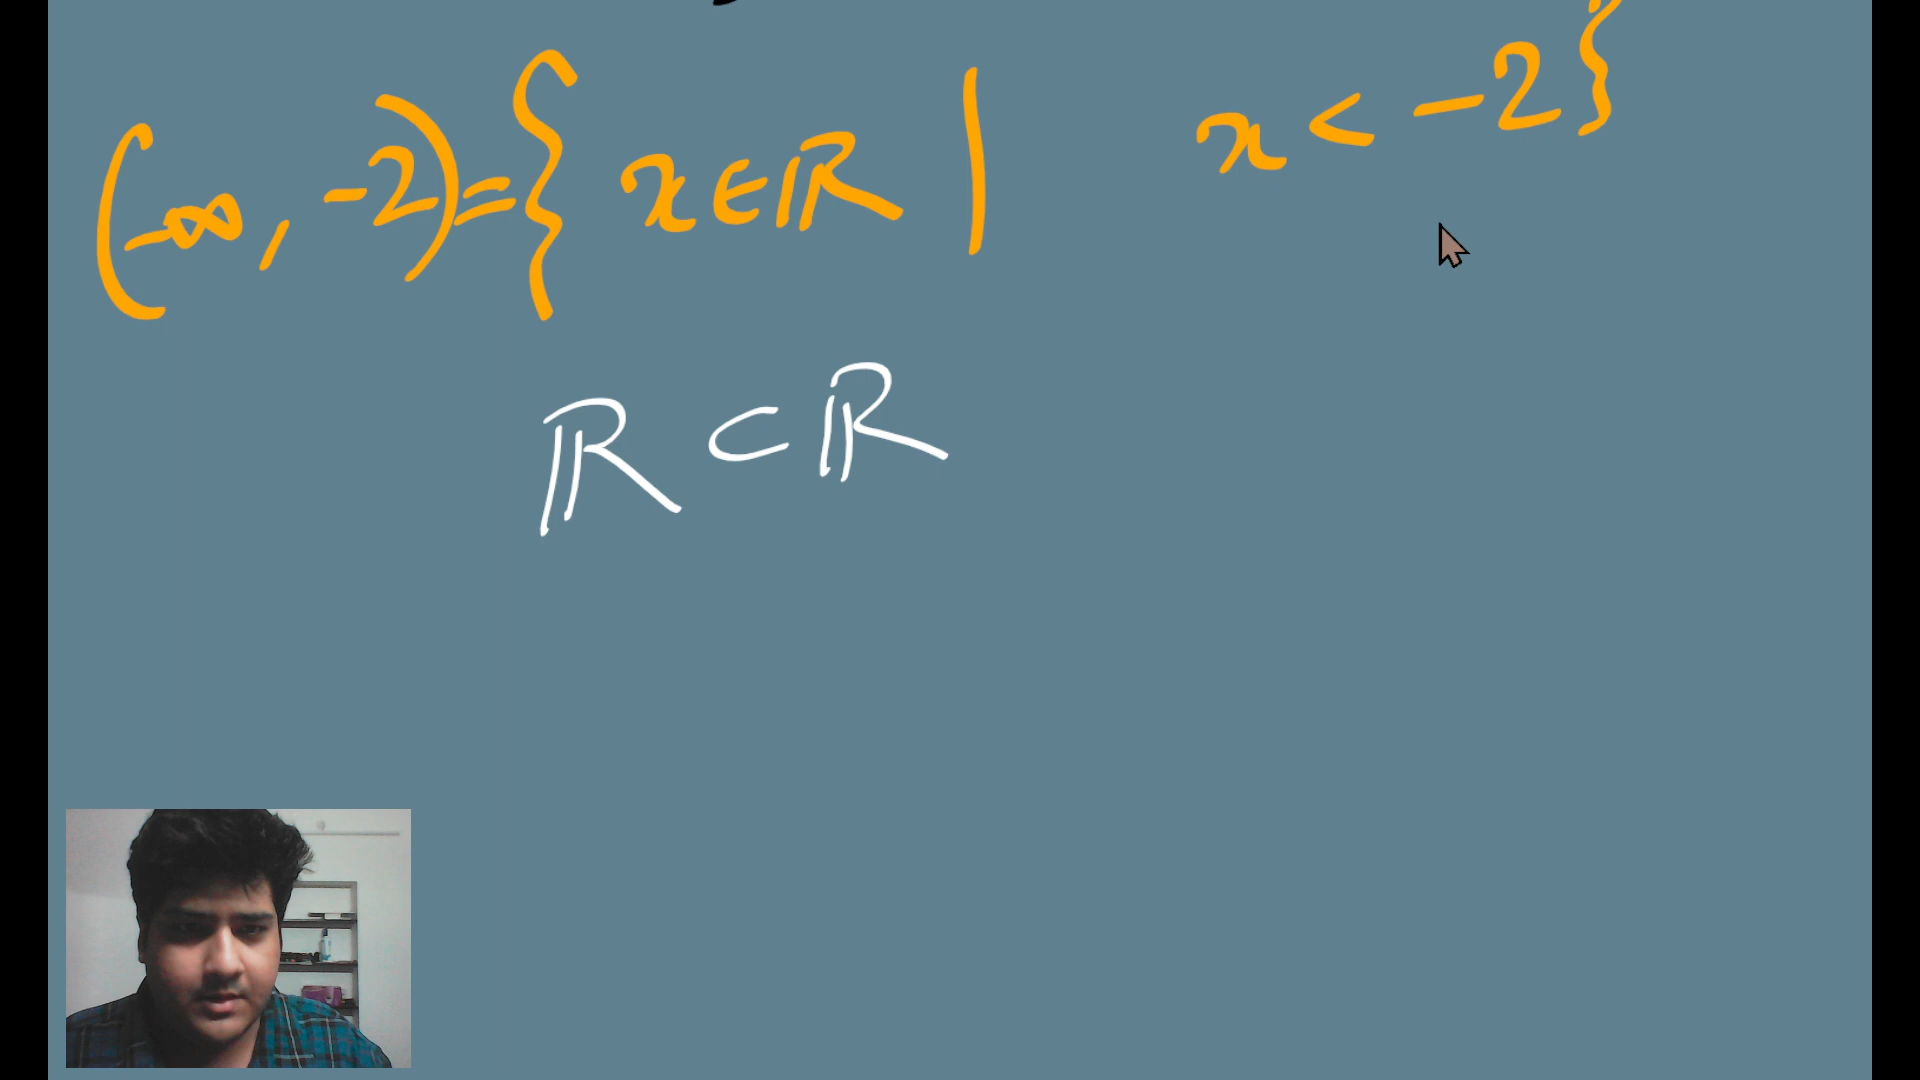 (-∞, -2) = { x ∈ ℝ | x < -2 }
ℝ ⊂ ℝ